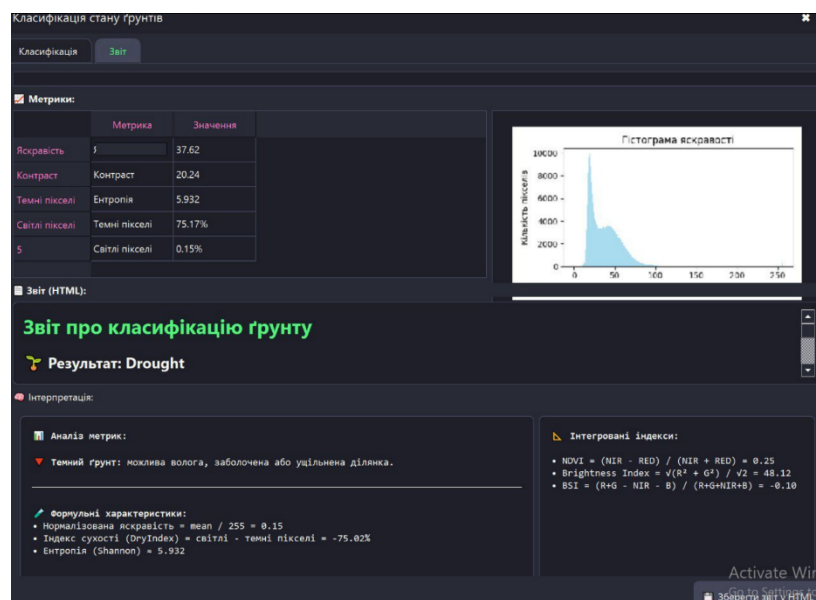 Класифікація стану ґрунтів
Класифікація
Звіт
Метрики:
Метрика Значення
Яскравість 37.62
Контраст Контраст 20.24
Темні пікселі Ентропія 5.932
Світлі пікселі Темні пікселі 75.17%
5 Світлі пікселі 0.15%
Гістограма яскравості
Кількість пікселів
10000
8000
6000
4000
2000
0
0 50 100 150 200 250
Звіт (HTML):
Звіт про класифікацію ґрунту
Результат: Drought
Інтерпретація:
Аналіз метрик:
Темний ґрунт: можлива волога, заболочена або ущільнена ділянка.
Формульні характеристики:
• Нормалізована яскравість = mean / 255 = 0.15
• Індекс сухості (DryIndex) = світлі - темні пікселі = -75.02%
• Ентропія (Shannon) = 5.932
Інтегровані індекси:
• NDVI = (NIR - RED) / (NIR + RED) = 0.25
• Brightness Index = √(R² + G²) / √2 = 48.12
• BSI = (R+G - NIR - B) / (R+G+NIR+B) = -0.10
Activate Win
Go to Settings to
Зберегти звіт у HTML